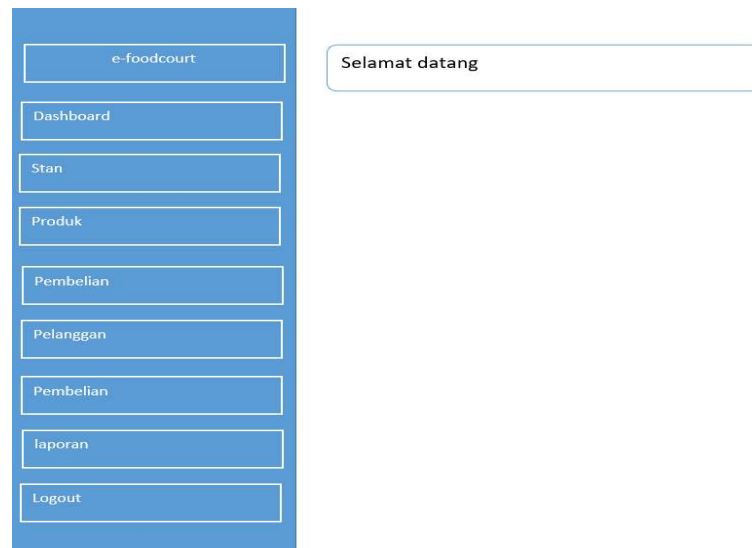 e-foodcourt
Selamat datang
Dashboard
Stan
Produk
Pembelian
Pelanggan
Pembelian
laporan
Logout